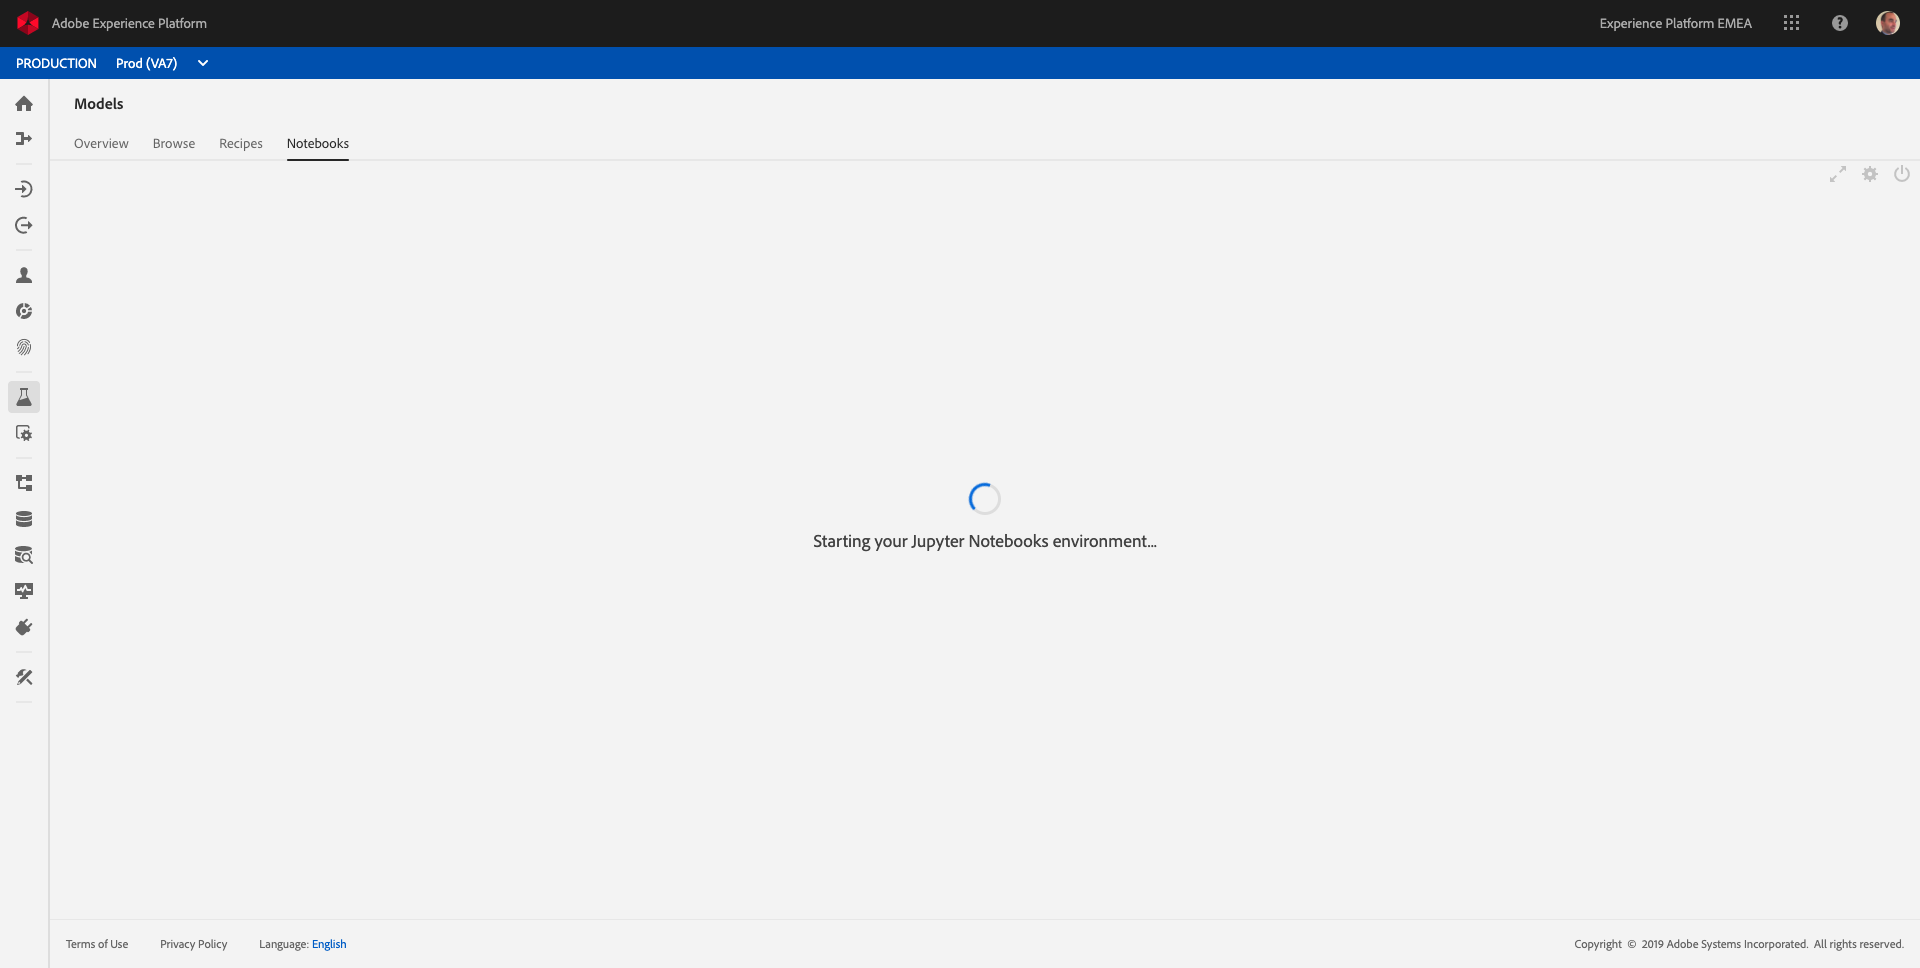 Adobe Experience Platform
Experience Platform EMEA
PRODUCTION Prod (VA7)
Models
Overview Browse Recipes Notebooks
Starting your Jupyter Notebooks environment...
Terms of Use Privacy Policy Language: English
Copyright © 2019 Adobe Systems Incorporated. All rights reserved.